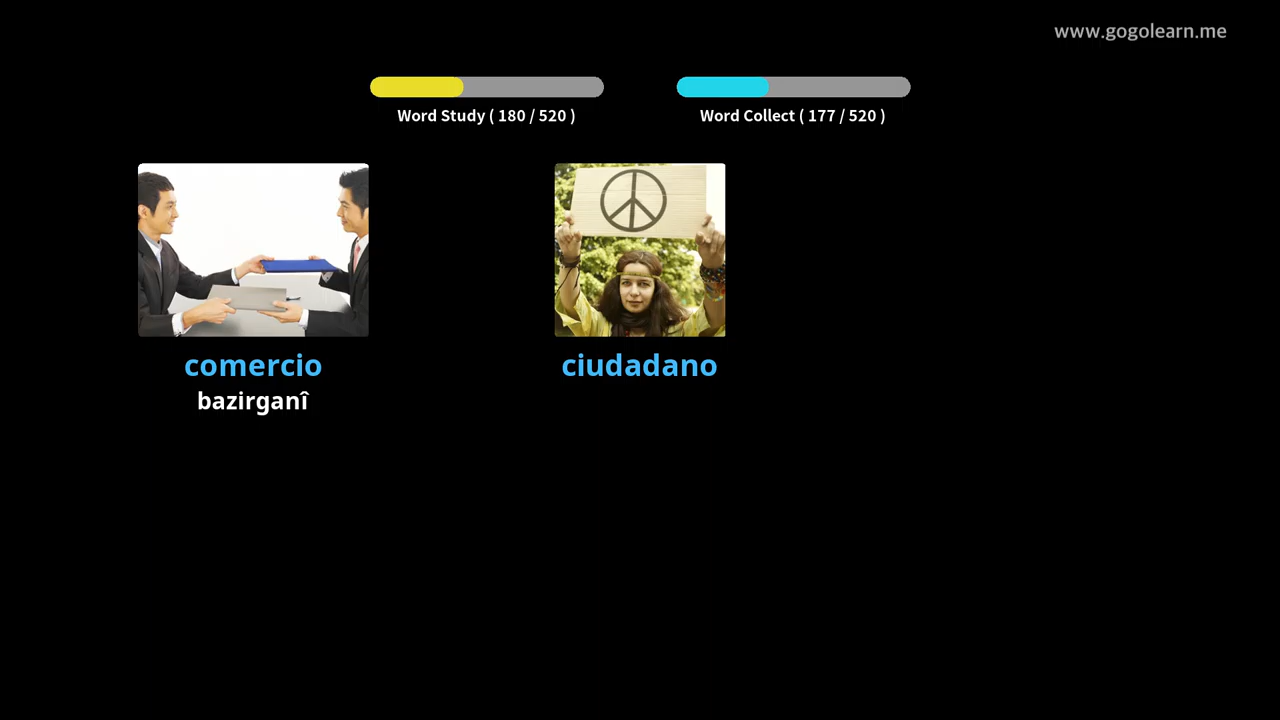 www.gogolearn.me
Word Study ( 180 / 520 )
Word Collect ( 177 / 520 )
comercio
bazirganî
ciudadano